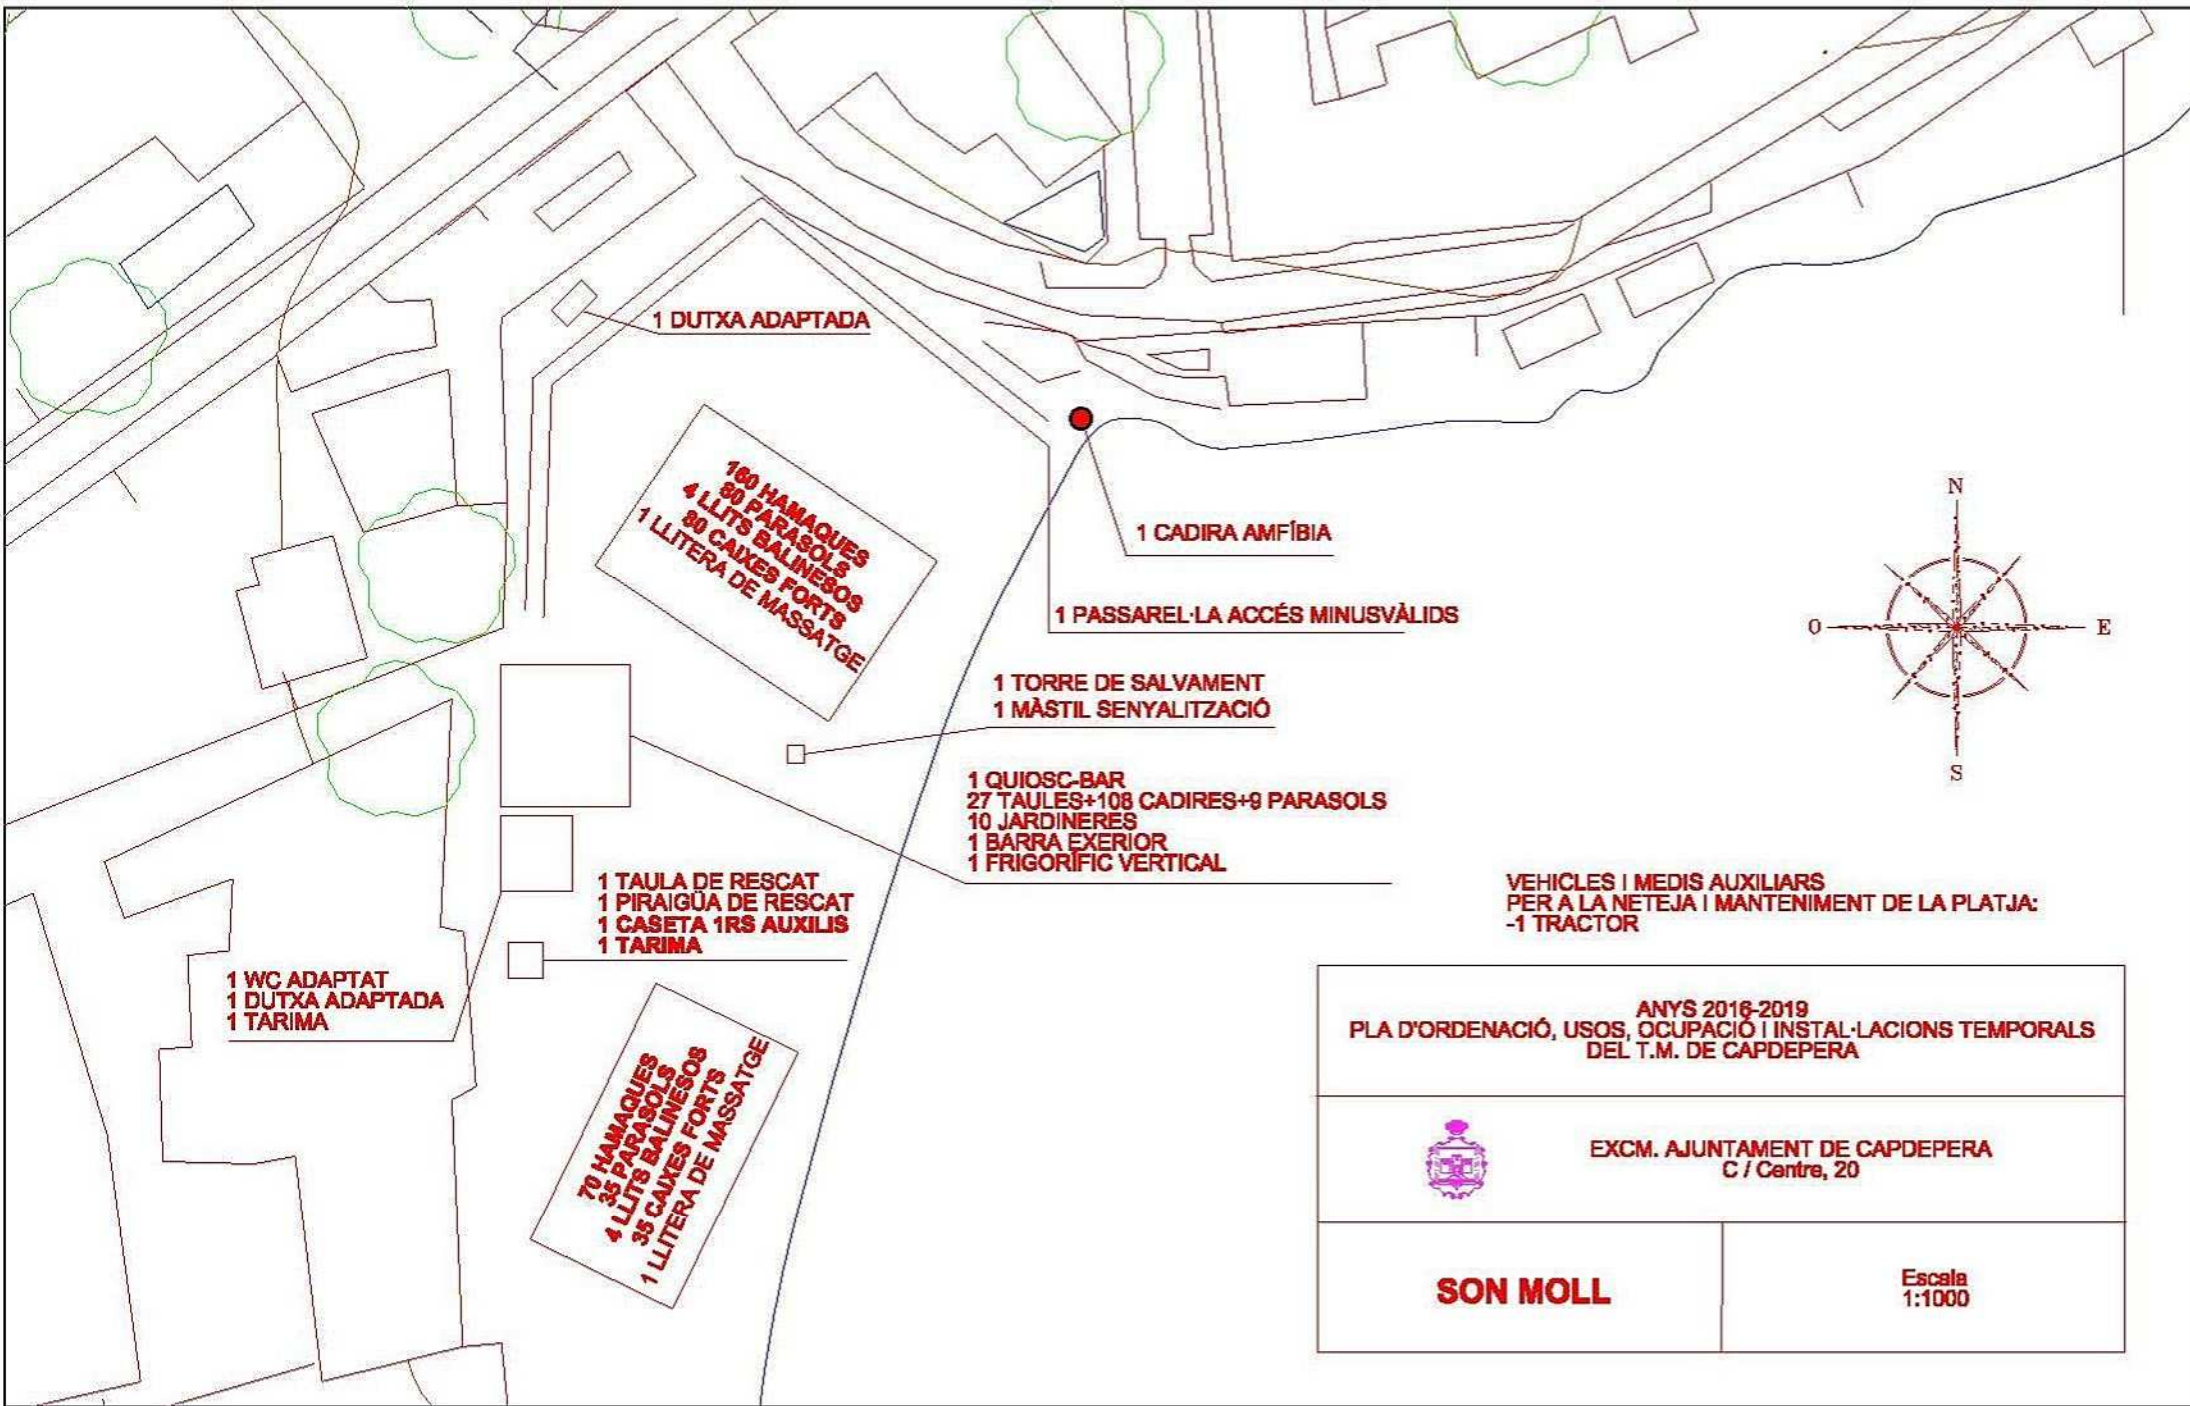 1 DUTXA ADAPTADA
160 HAMAQUES
80 PARASOLS
4 LLITS BALINESOS
80 CAIXES FORTS
1 LLITERA DE MASSATGE
1 CADIRA AMFÍBIA
1 PASSAREL·LA ACCÉS MINUSVÀLIDS
N
O
E
S
1 TORRE DE SALVAMENT
1 MÀSTIL SENYALITZACIÓ
1 QUIOSC-BAR
27 TAULES+108 CADIRES+9 PARASOLS
10 JARDINERES
1 BARRA EXERIOR
1 FRIGORÍFIC VERTICAL
1 TAULA DE RESCAT
1 PIRAIGÜA DE RESCAT
1 CASETA 1RS AUXILIS
1 TARIMA
1 WC ADAPTAT
1 DUTXA ADAPTADA
1 TARIMA
70 HAMAQUES
35 PARASOLS
4 LLITS BALINESOS
35 CAIXES FORTS
1 LLITERA DE MASSATGE
VEHICLES I MEDIS AUXILIARS
PER A LA NETEJA I MANTENIMENT DE LA PLATJA:
-1 TRACTOR
ANYS 2016-2019
PLA D'ORDENACIÓ, USOS, OCUPACIÓ I INSTAL·LACIONS TEMPORALS
DEL T.M. DE CAPDEPERA
EXCM. AJUNTAMENT DE CAPDEPERA
C / Centre, 20
SON MOLL
Escala
1:1000